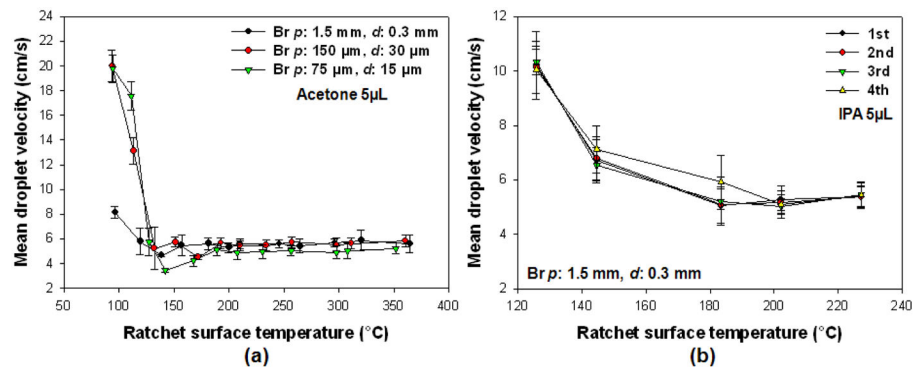 Mean droplet velocity (cm/s)
24
22
20
18
16
14
12
10
8
6
4
2
Br p: 1.5 mm, d: 0.3 mm
Br p: 150 µm, d: 30 µm
Br p: 75 µm, d: 15 µm
Acetone 5µL
50 100 150 200 250 300 350 400
Ratchet surface temperature (°C)
(a)
Mean droplet velocity (cm/s)
12
10
8
6
4
2
1st
2nd
3rd
4th
IPA 5µL
Br p: 1.5 mm, d: 0.3 mm
120 140 160 180 200 220 240
Ratchet surface temperature (°C)
(b)